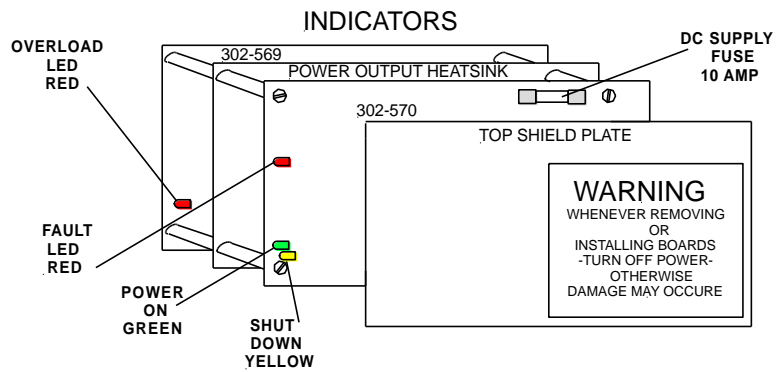 INDICATORS
OVERLOAD
LED
RED
302-569
POWER OUTPUT HEATSINK
DC SUPPLY
FUSE
10 AMP
302-570
TOP SHIELD PLATE
WARNING
WHENEVER REMOVING
OR
INSTALLING BOARDS
-TURN OFF POWER-
OTHERWISE
DAMAGE MAY OCCURE
FAULT
LED
RED
POWER
ON
GREEN
SHUT
DOWN
YELLOW